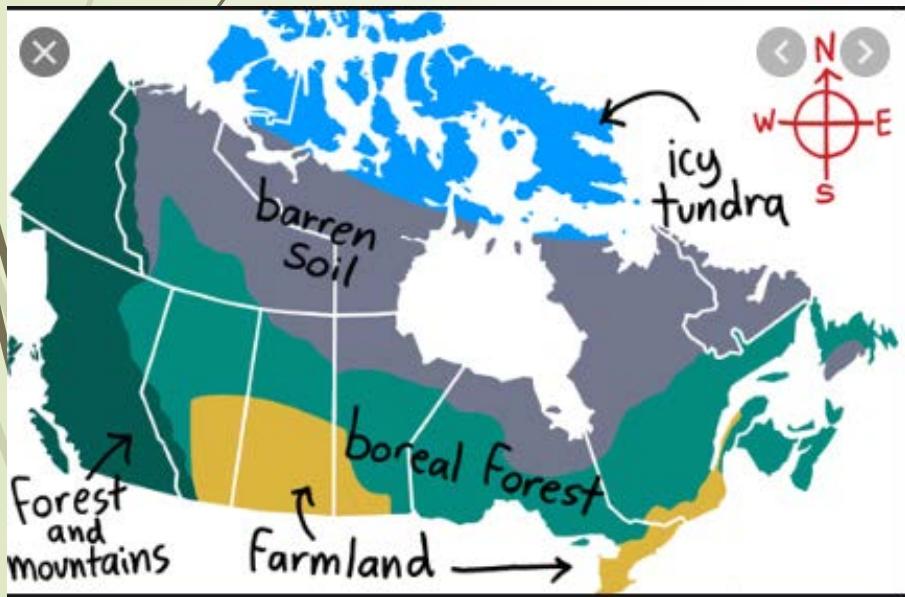 N
W E
S
icy
tundra
barren
soil
boreal forest
Forest
and
mountains
Farmland